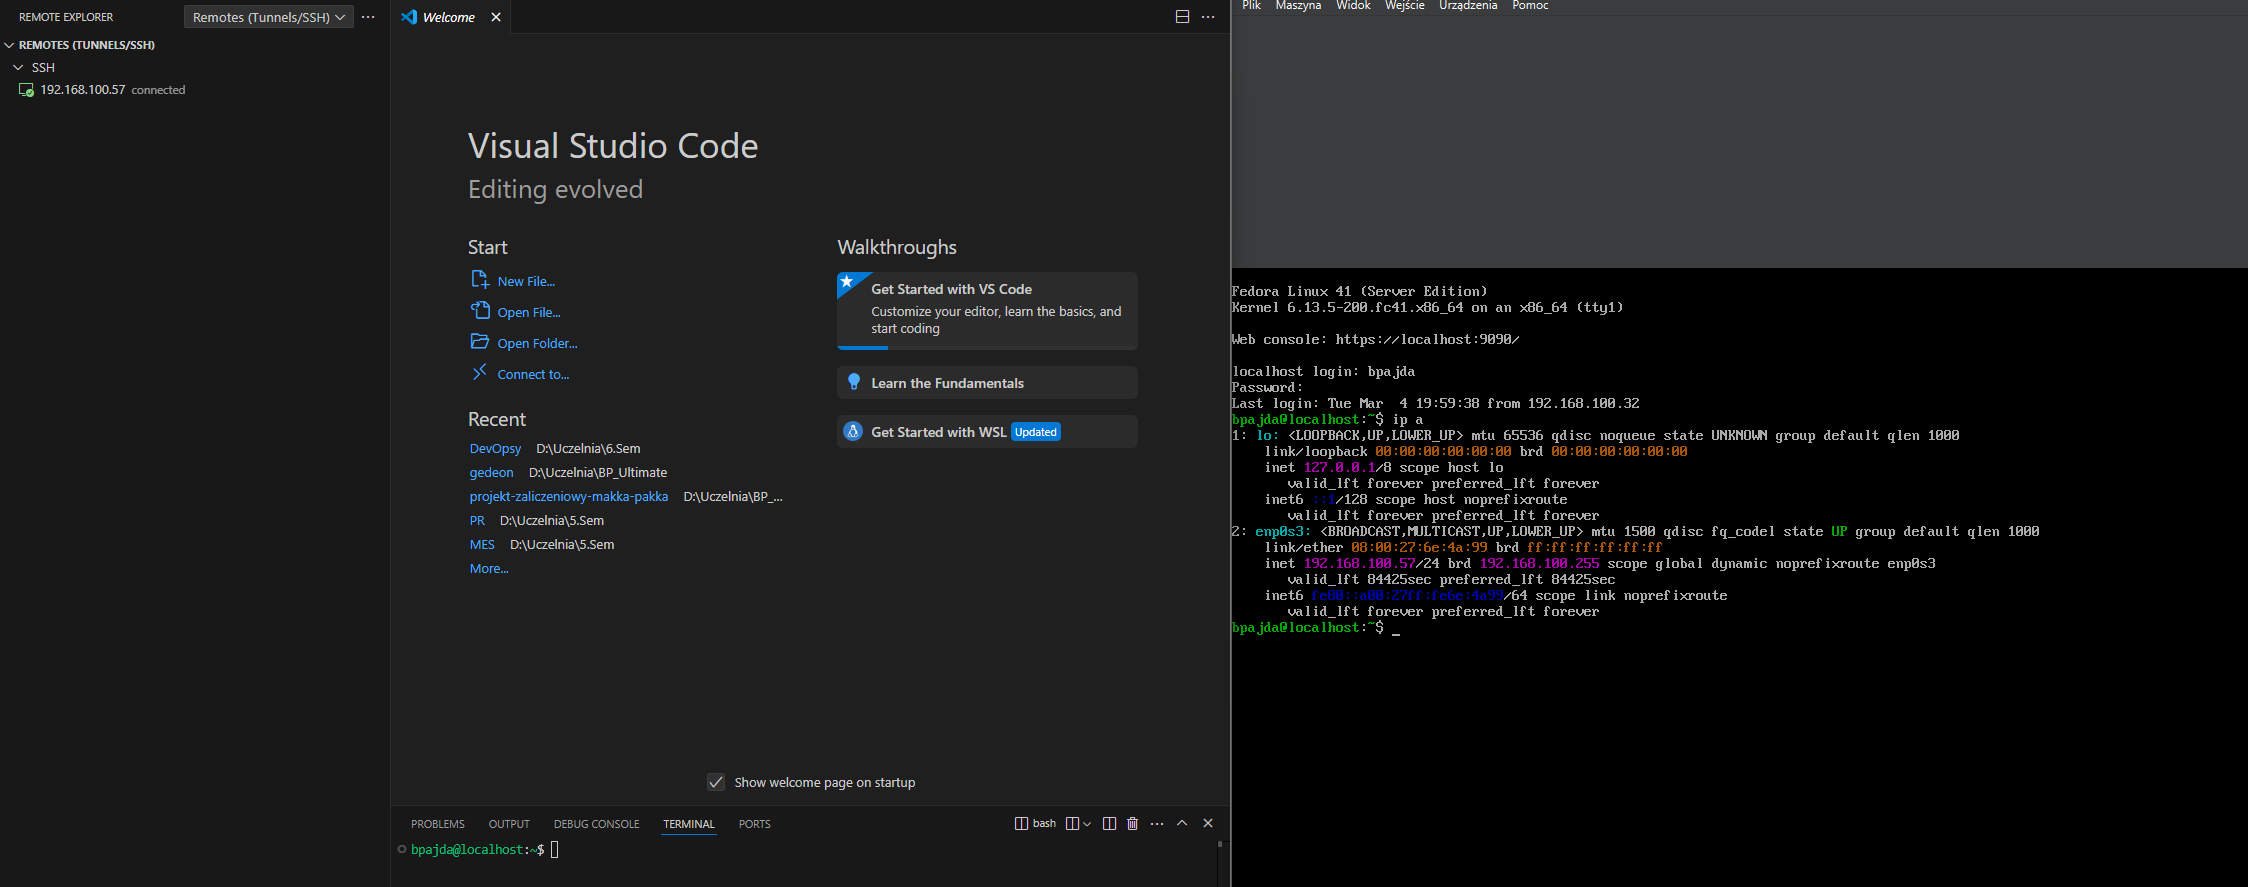 REMOTE EXPLORER
Remotes (Tunnels/SSH)
REMOTES (TUNNELS/SSH)
SSH
192.168.100.57 connected
Welcome
Visual Studio Code
Editing evolved
Start
New File...
Open File...
Open Folder...
Connect to...
Recent
DevOpsy D:\Uczelnia\6.Sem
gedeon D:\Uczelnia\BP_Ultimate
projekt-zaliczeniowy-makka-pakka D:\Uczelnia\BP_...
PR D:\Uczelnia\5.Sem
MES D:\Uczelnia\5.Sem
More...
Walkthroughs
Get Started with VS Code
Customize your editor, learn the basics, and
start coding
Learn the Fundamentals
Get Started with WSL Updated
Show welcome page on startup
PROBLEMS OUTPUT DEBUG CONSOLE TERMINAL PORTS
bash
bpajda@localhost:~$
Plik Maszyna Widok Wejście Urządzenia Pomoc
Fedora Linux 41 (Server Edition)
Kernel 6.13.5-200.fc41.x86_64 on an x86_64 (tty1)
Web console: https://localhost:9090/
localhost login: bpajda
Password:
Last login: Tue Mar  4 19:59:38 from 192.168.100.32
bpajda@localhost:~$ ip a
1: lo: <LOOPBACK,UP,LOWER_UP> mtu 65536 qdisc noqueue state UNKNOWN group default qlen 1000
link/loopback 00:00:00:00:00:00 brd 00:00:00:00:00:00
inet 127.0.0.1/8 scope host lo
valid_lft forever preferred_lft forever
inet6 ::1/128 scope host noprefixroute
valid_lft forever preferred_lft forever
2: enp0s3: <BROADCAST,MULTICAST,UP,LOWER_UP> mtu 1500 qdisc fq_codel state UP group default qlen 1000
link/ether 08:00:27:6e:4a:99 brd ff:ff:ff:ff:ff:ff
inet 192.168.100.57/24 brd 192.168.100.255 scope global dynamic noprefixroute enp0s3
valid_lft 84425sec preferred_lft 84425sec
inet6 fe80::a00:27ff:fe6e:4a99/64 scope link noprefixroute
valid_lft forever preferred_lft forever
bpajda@localhost:~$ _